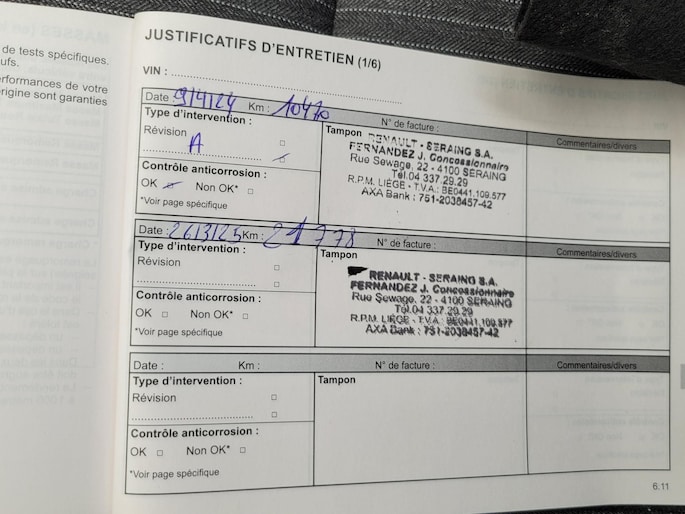 de tests spécifiques.
ufs.
erformances de votre
origine sont garanties
JUSTIFICATIFS D'ENTRETIEN (1/6)
VIN :
Date : 9/4/24 Km : 10470 N° de facture : Commentaires/divers
Type d'intervention :
Révision A
Contrôle anticorrosion :
OK Non OK*
*Voir page spécifique
Tampon
RENAULT - SERAING S.A.
FERNANDEZ J. Concessionnaire
Rue Sewage, 22 - 4100 SERAING
Tél.04 337.29.29
R.P.M. LIÈGE - T.V.A.: BE0441.109.577
AXA Bank : 751-2038457-42
Date : 26/3/25 Km : 21778 N° de facture : Commentaires/divers
Type d'intervention :
Révision
Contrôle anticorrosion :
OK Non OK*
*Voir page spécifique
Tampon
RENAULT - SERAING S.A.
FERNANDEZ J. Concessionnaire
Rue Sewage, 22 - 4100 SERAING
Tél.04 337.29.29
R.P.M. LIÈGE - T.V.A.: BE0441.109.577
AXA Bank : 751-2038457-42
Date : Km : N° de facture : Commentaires/divers
Type d'intervention :
Révision
Contrôle anticorrosion :
OK Non OK*
*Voir page spécifique
Tampon
6.11